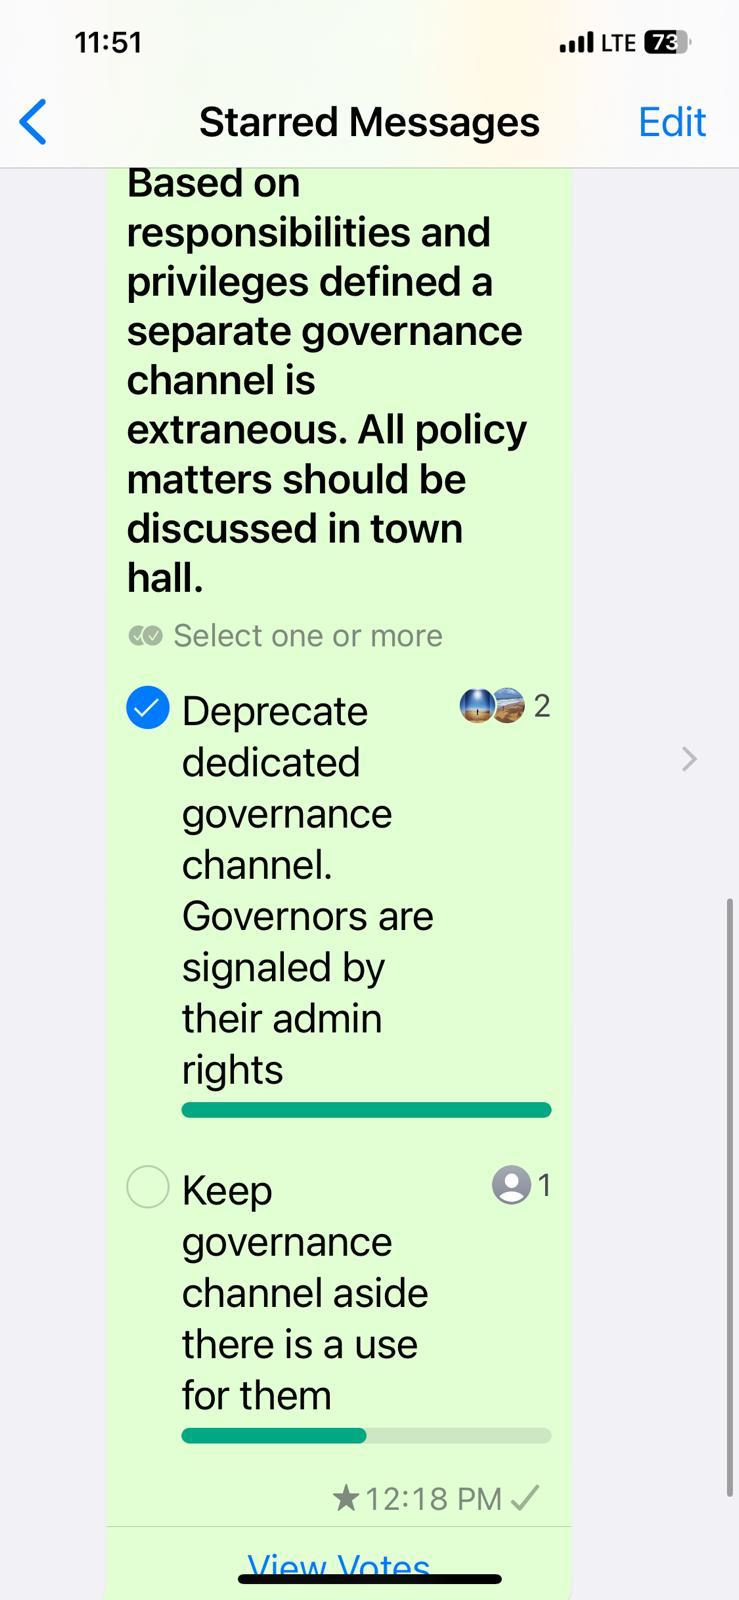 11:51
LTE 73
Starred Messages
Edit
Based on
responsibilities and
privileges defined a
separate governance
channel is
extraneous. All policy
matters should be
discussed in town
hall.
Select one or more
Deprecate 2
dedicated
governance
channel.
Governors are
signaled by
their admin
rights
Keep 1
governance
channel aside
there is a use
for them
12:18 PM
View Votes